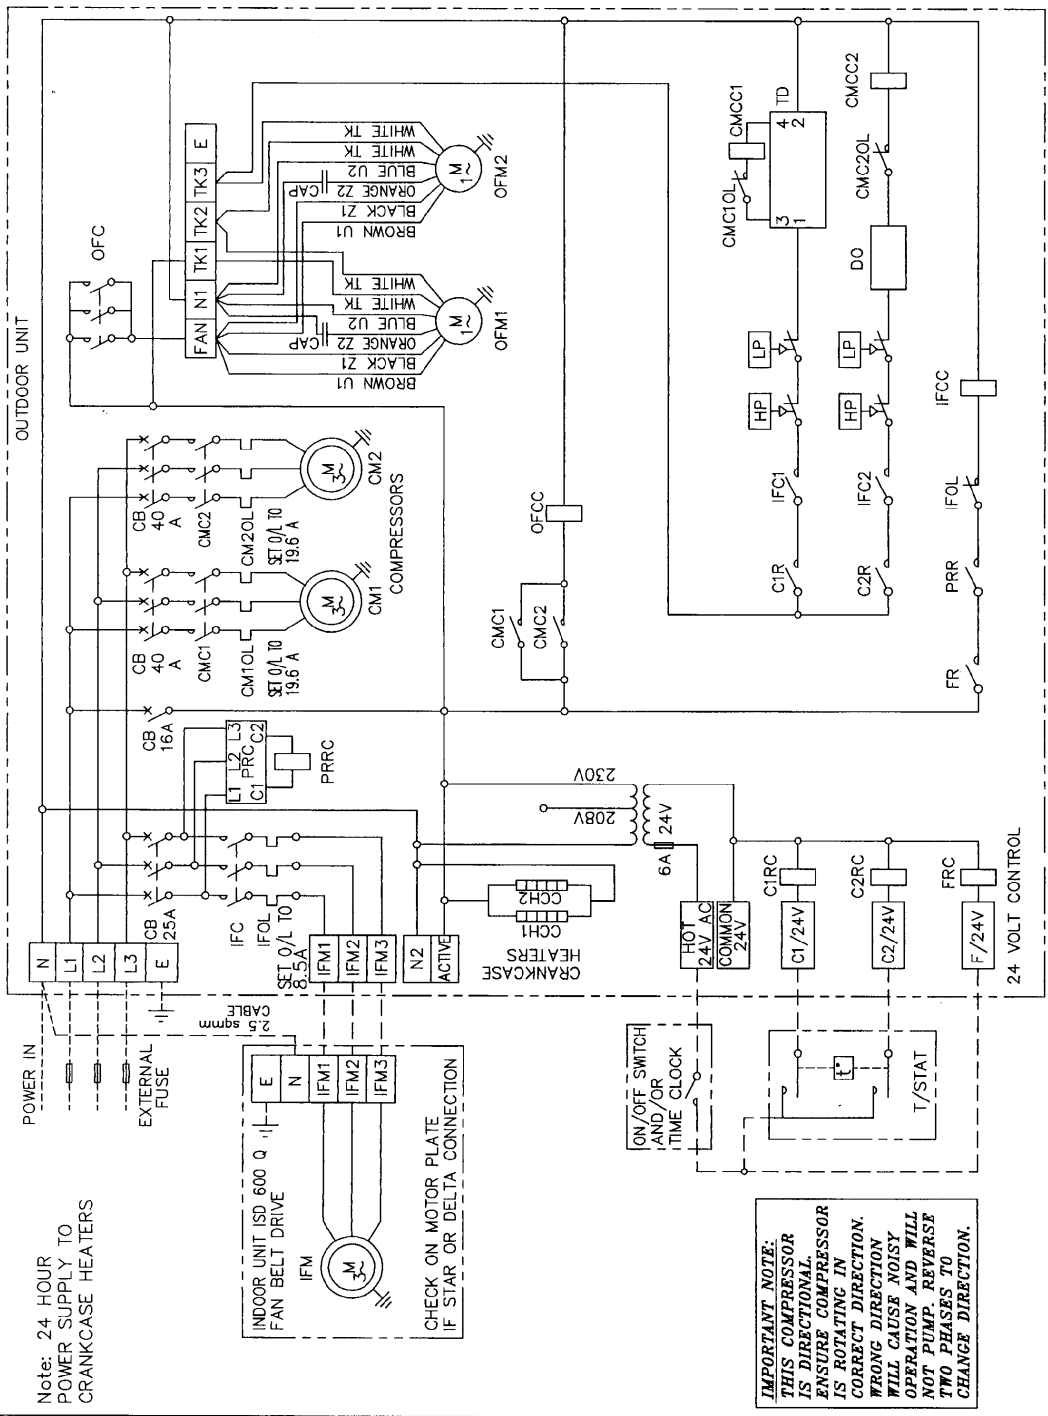 Note: 24 HOUR
POWER SUPPLY TO
CRANKCASE HEATERS
POWER IN
EXTERNAL
FUSE
2.5 sqmm
CABLE
OUTDOOR UNIT
N
L1
L2
L3
E
CB
25A
IFC
IFOL
SET O/L TO
8.5A
IFM1
IFM2
IFM3
INDOOR UNIT ISD 600 Q
FAN BELT DRIVE
IFM
M
3~
E
N
IFM1
IFM2
IFM3
CHECK ON MOTOR PLATE
IF STAR OR DELTA CONNECTION
L1
L2
L3
PRC
C1
C2
PRRC
CB
16A
CB
40
A
CMC1
CM1OL
SET O/L TO
19.6 A
M
3~
CM1
CB
40
A
CMC2
CM2OL
SET O/L TO
19.6 A
M
3~
CM2
COMPRESSORS
OFC
FAN
N1
TK1
TK2
TK3
E
BROWN U1
BLACK Z1
ORANGE Z2
CAP
BLUE U2
WHITE TK
WHITE TK
M
1~
OFM1
BROWN U1
BLACK Z1
ORANGE Z2
CAP
BLUE U2
WHITE TK
WHITE TK
M
1~
OFM2
N2
ACTIVE
CRANKCASE
HEATERS
CCH1
CCH2
208V
230V
24V
6A
HOT
24V AC
COMMON
24V
CMC1
CMC2
OFCC
C1RC
C1/24V
C2RC
C2/24V
FRC
F/24V
24 VOLT CONTROL
C1R
IFC1
HP
LP
3
4
1
2
TD
CMC1OL
CMCC1
C2R
IFC2
HP
LP
DO
CMC2OL
CMCC2
FR
PRR
IFOL
IFCC
ON/OFF SWITCH
AND/OR
TIME CLOCK
t°
T/STAT
IMPORTANT NOTE:
THIS COMPRESSOR
IS DIRECTIONAL.
ENSURE COMPRESSOR
IS ROTATING IN
CORRECT DIRECTION.
WRONG DIRECTION
WILL CAUSE NOISY
OPERATION AND WILL
NOT PUMP. REVERSE
TWO PHASES TO
CHANGE DIRECTION.